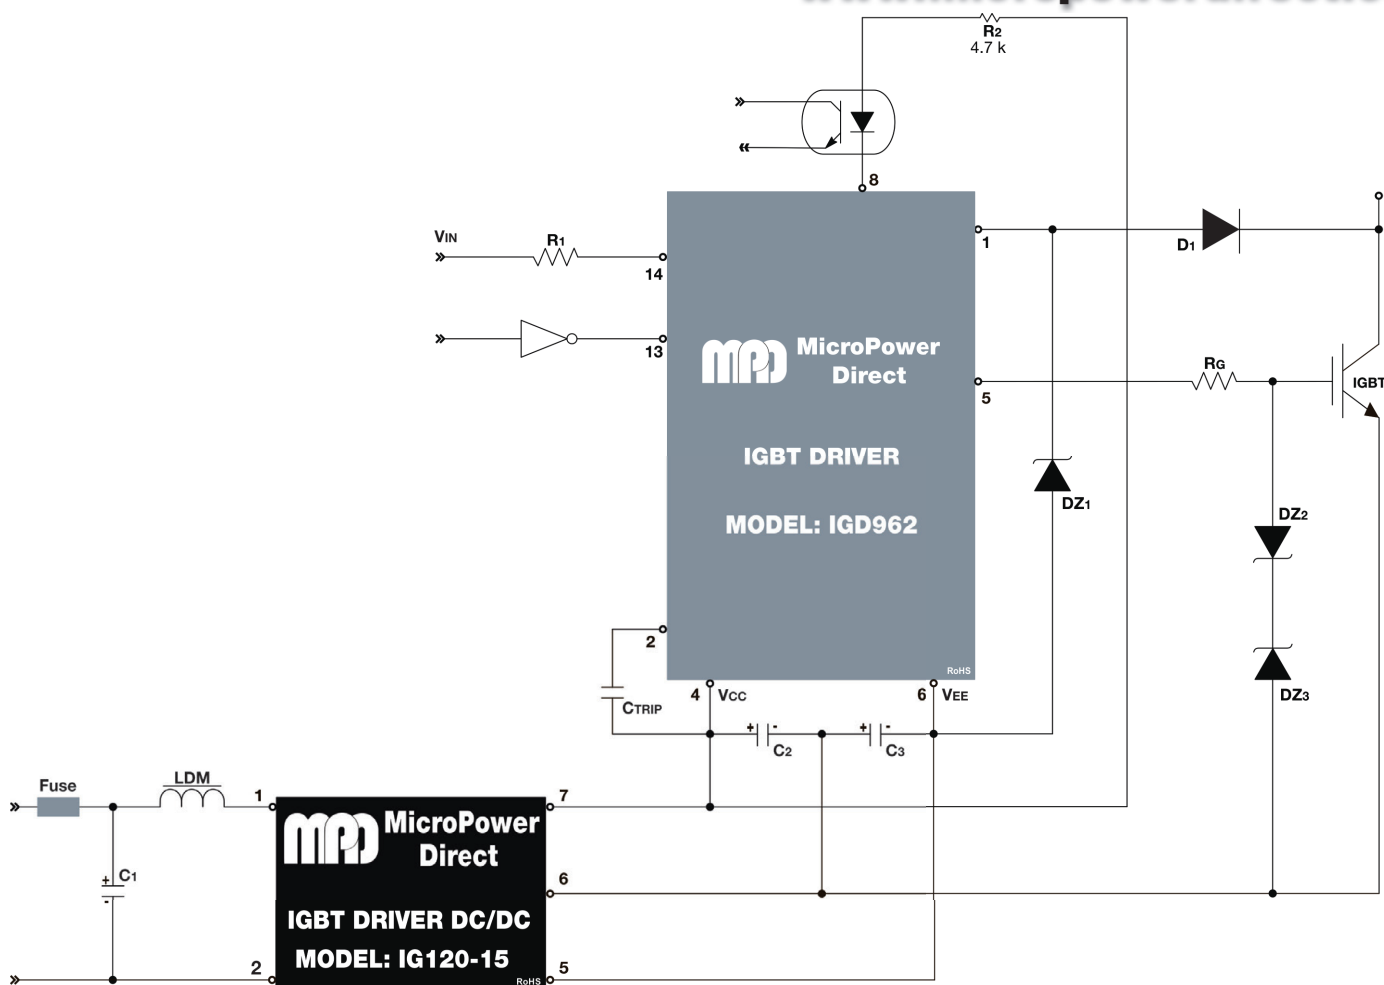 R2
4.7 k
8
VIN
R1
14
13
1
D1
MPD MicroPower
Direct
RG
IGBT
5
IGBT DRIVER
DZ1
MODEL: IGD962
DZ2
2
RoHS
DZ3
CTRIP
4
VCC
6
VEE
+
-
C2
+
-
C3
Fuse
LDM
1
7
MPD MicroPower
Direct
+
-
C1
6
IGBT DRIVER DC/DC
MODEL: IG120-15
2
RoHS
5